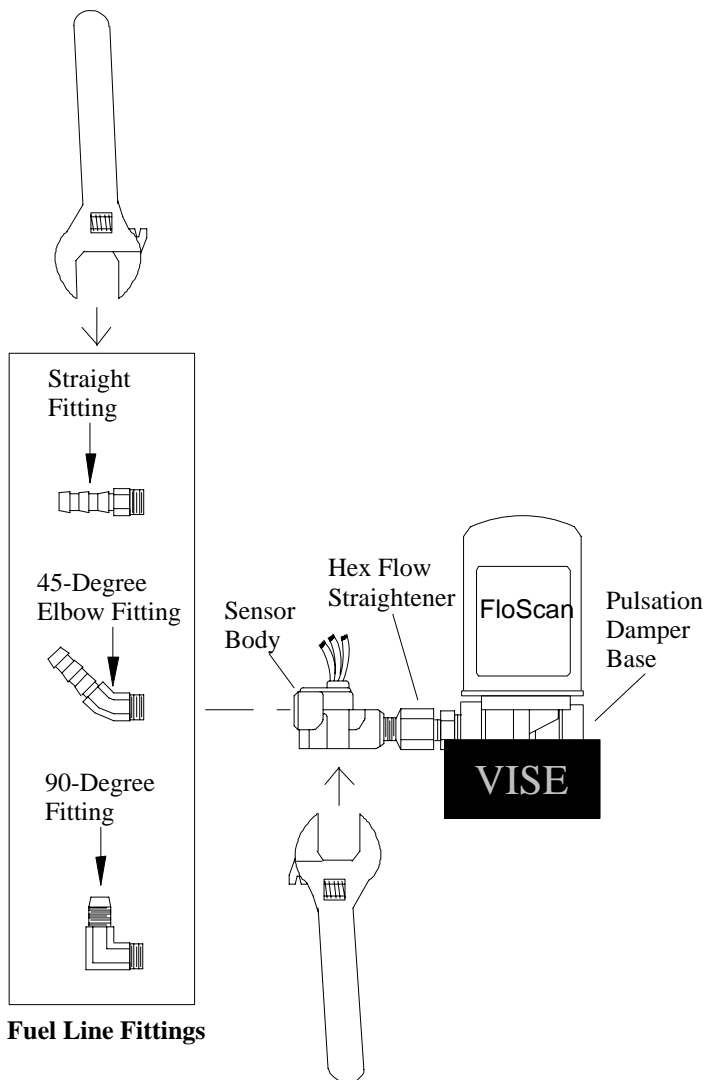 Straight
Fitting
45-Degree
Elbow Fitting
90-Degree
Fitting
Fuel Line Fittings
Sensor
Body
Hex Flow
Straightener
FloScan
Pulsation
Damper
Base
VISE